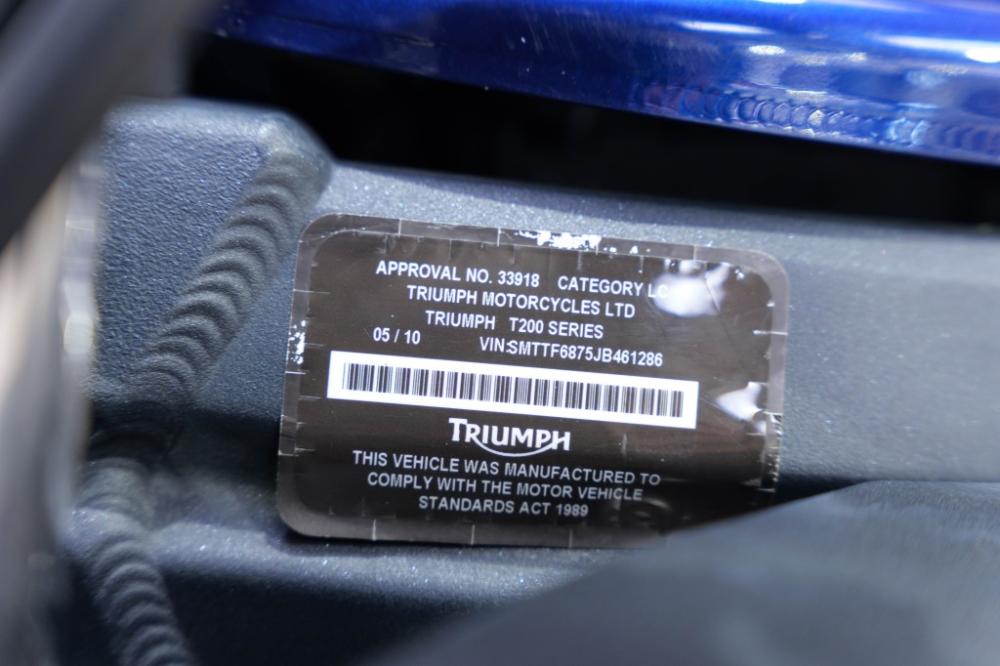 APPROVAL NO. 33918 CATEGORY LC
TRIUMPH MOTORCYCLES LTD
TRIUMPH T200 SERIES
05 / 10 VIN:SMTTF6875JB461286
TRIUMPH
THIS VEHICLE WAS MANUFACTURED TO
COMPLY WITH THE MOTOR VEHICLE
STANDARDS ACT 1989